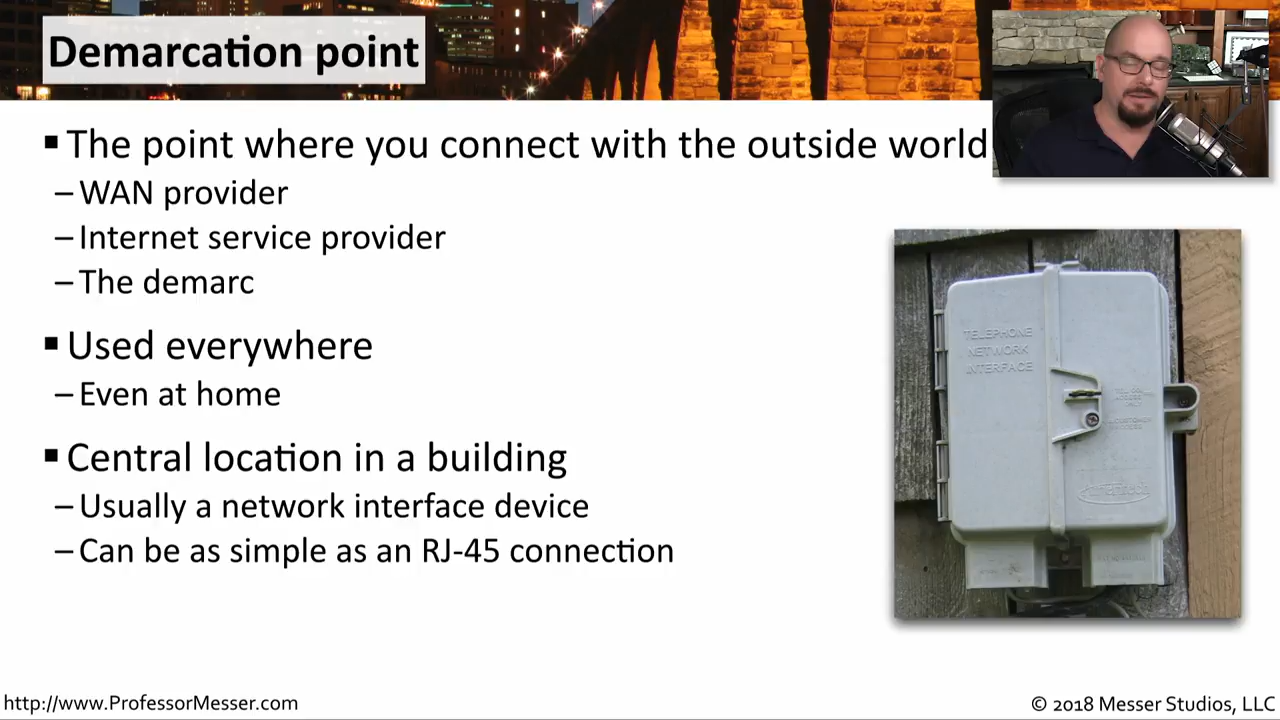 Demarcation point
▪ The point where you connect with the outside world
– WAN provider
– Internet service provider
– The demarc
▪ Used everywhere
– Even at home
▪ Central location in a building
– Usually a network interface device
– Can be as simple as an RJ-45 connection
TELEPHONE
NETWORK
INTERFACE
http://www.ProfessorMesser.com
© 2018 Messer Studios, LLC